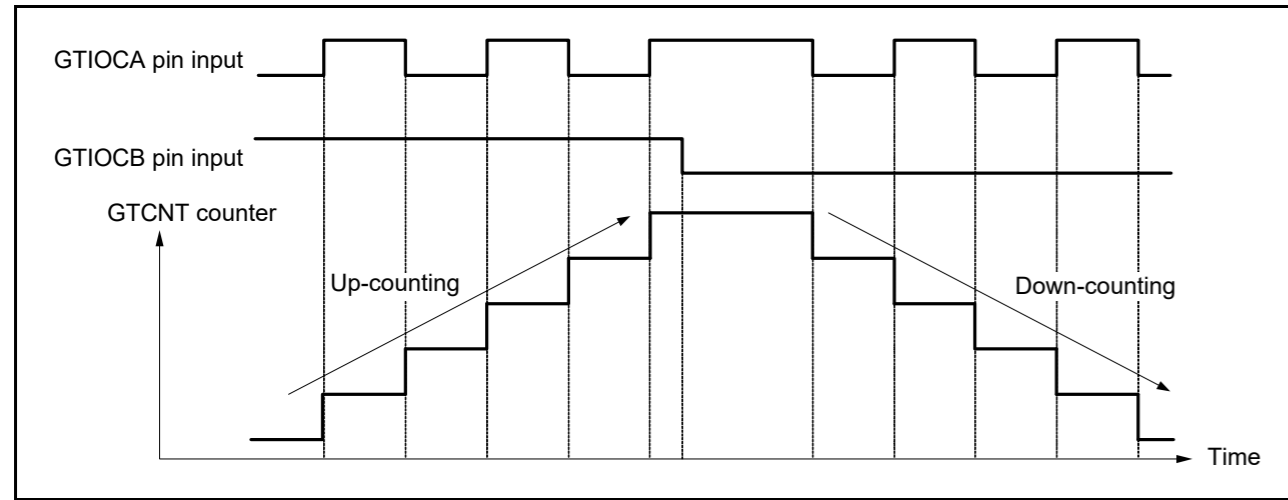 GTIOCA pin input
GTIOCB pin input
GTCNT counter
Up-counting
Down-counting
Time